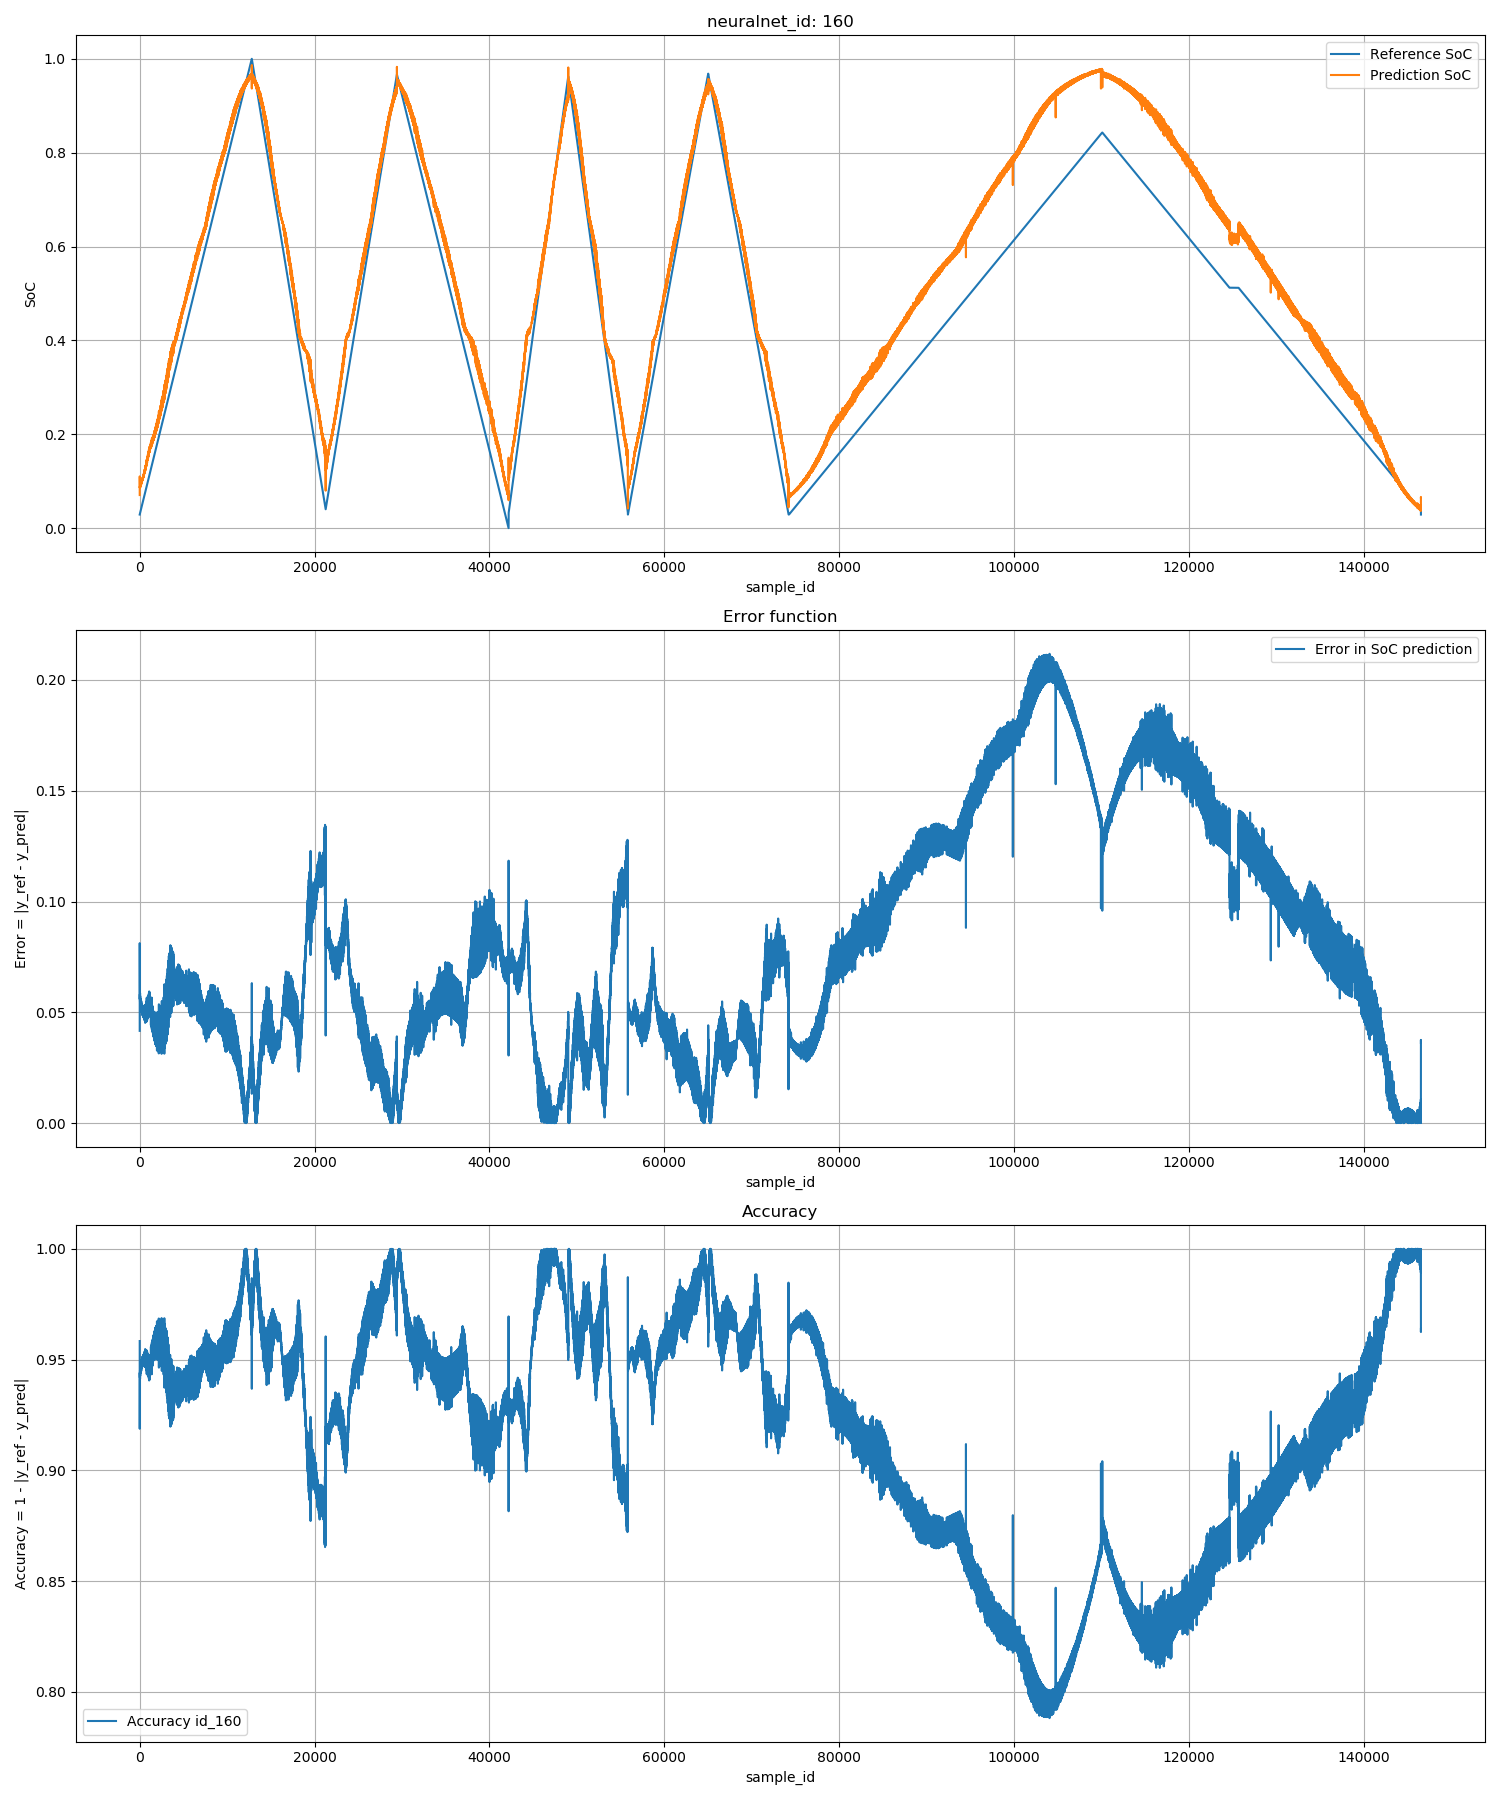 neuralnet_id: 160
Reference SoC
Prediction SoC
SoC
1.0
0.8
0.6
0.4
0.2
0.0
0 20000 40000 60000 80000 100000 120000 140000
sample_id
Error function
Error in SoC prediction
Error = |y_ref - y_pred|
0.20
0.15
0.10
0.05
0.00
0 20000 40000 60000 80000 100000 120000 140000
sample_id
Accuracy
Accuracy = 1 - |y_ref - y_pred|
1.00
0.95
0.90
0.85
0.80
Accuracy id_160
0 20000 40000 60000 80000 100000 120000 140000
sample_id